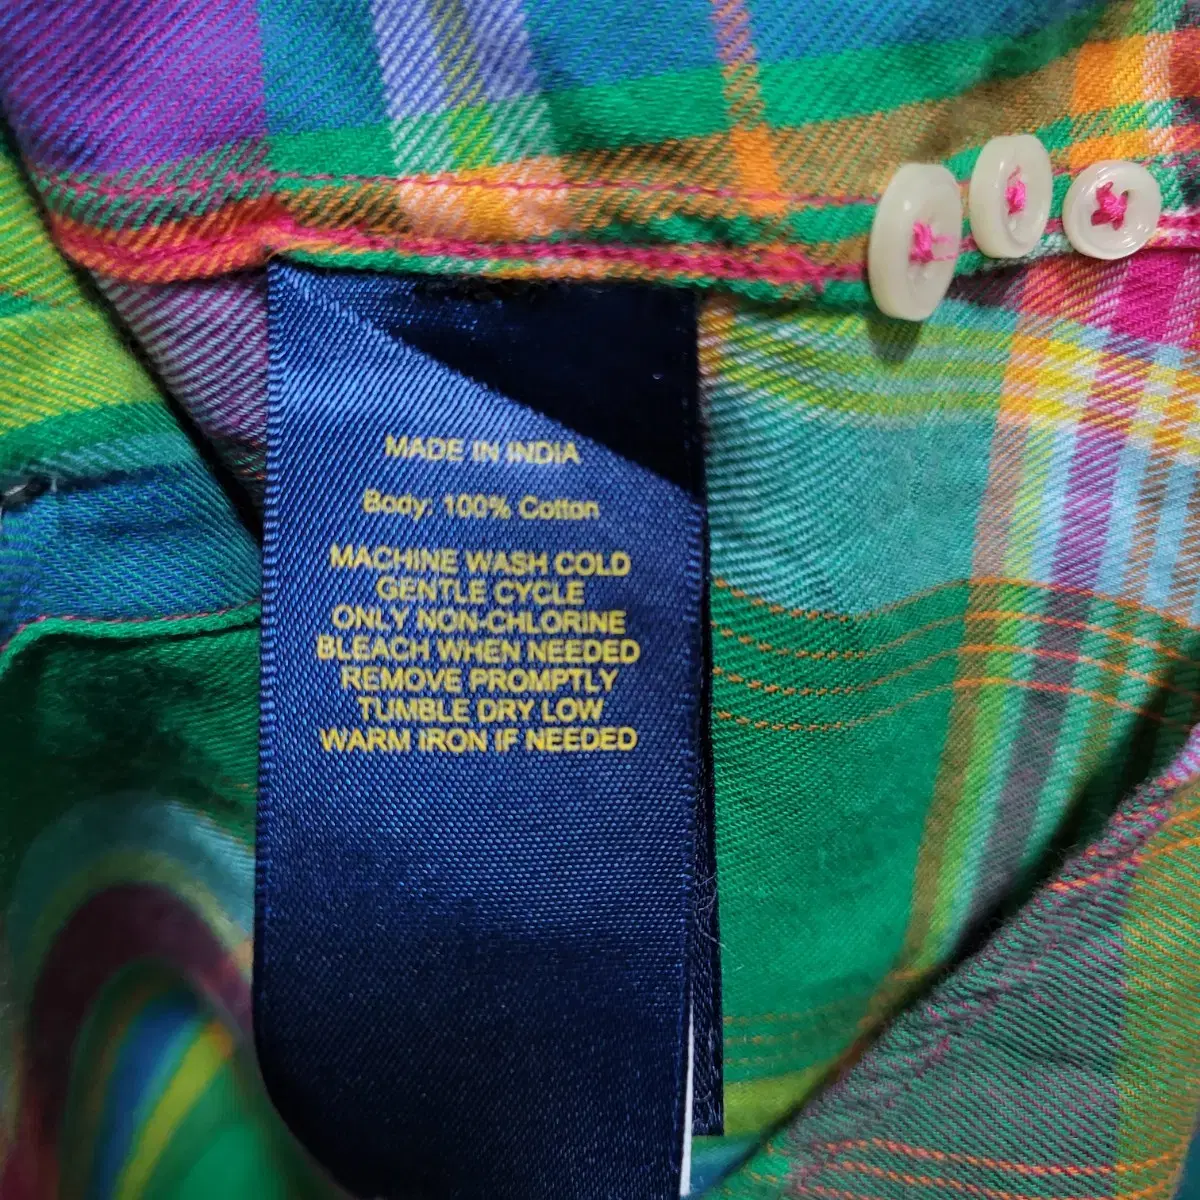 MADE IN INDIA
Body: 100% Cotton
MACHINE WASH COLD
GENTLE CYCLE
ONLY NON-CHLORINE
BLEACH WHEN NEEDED
REMOVE PROMPTLY
TUMBLE DRY LOW
WARM IRON IF NEEDED